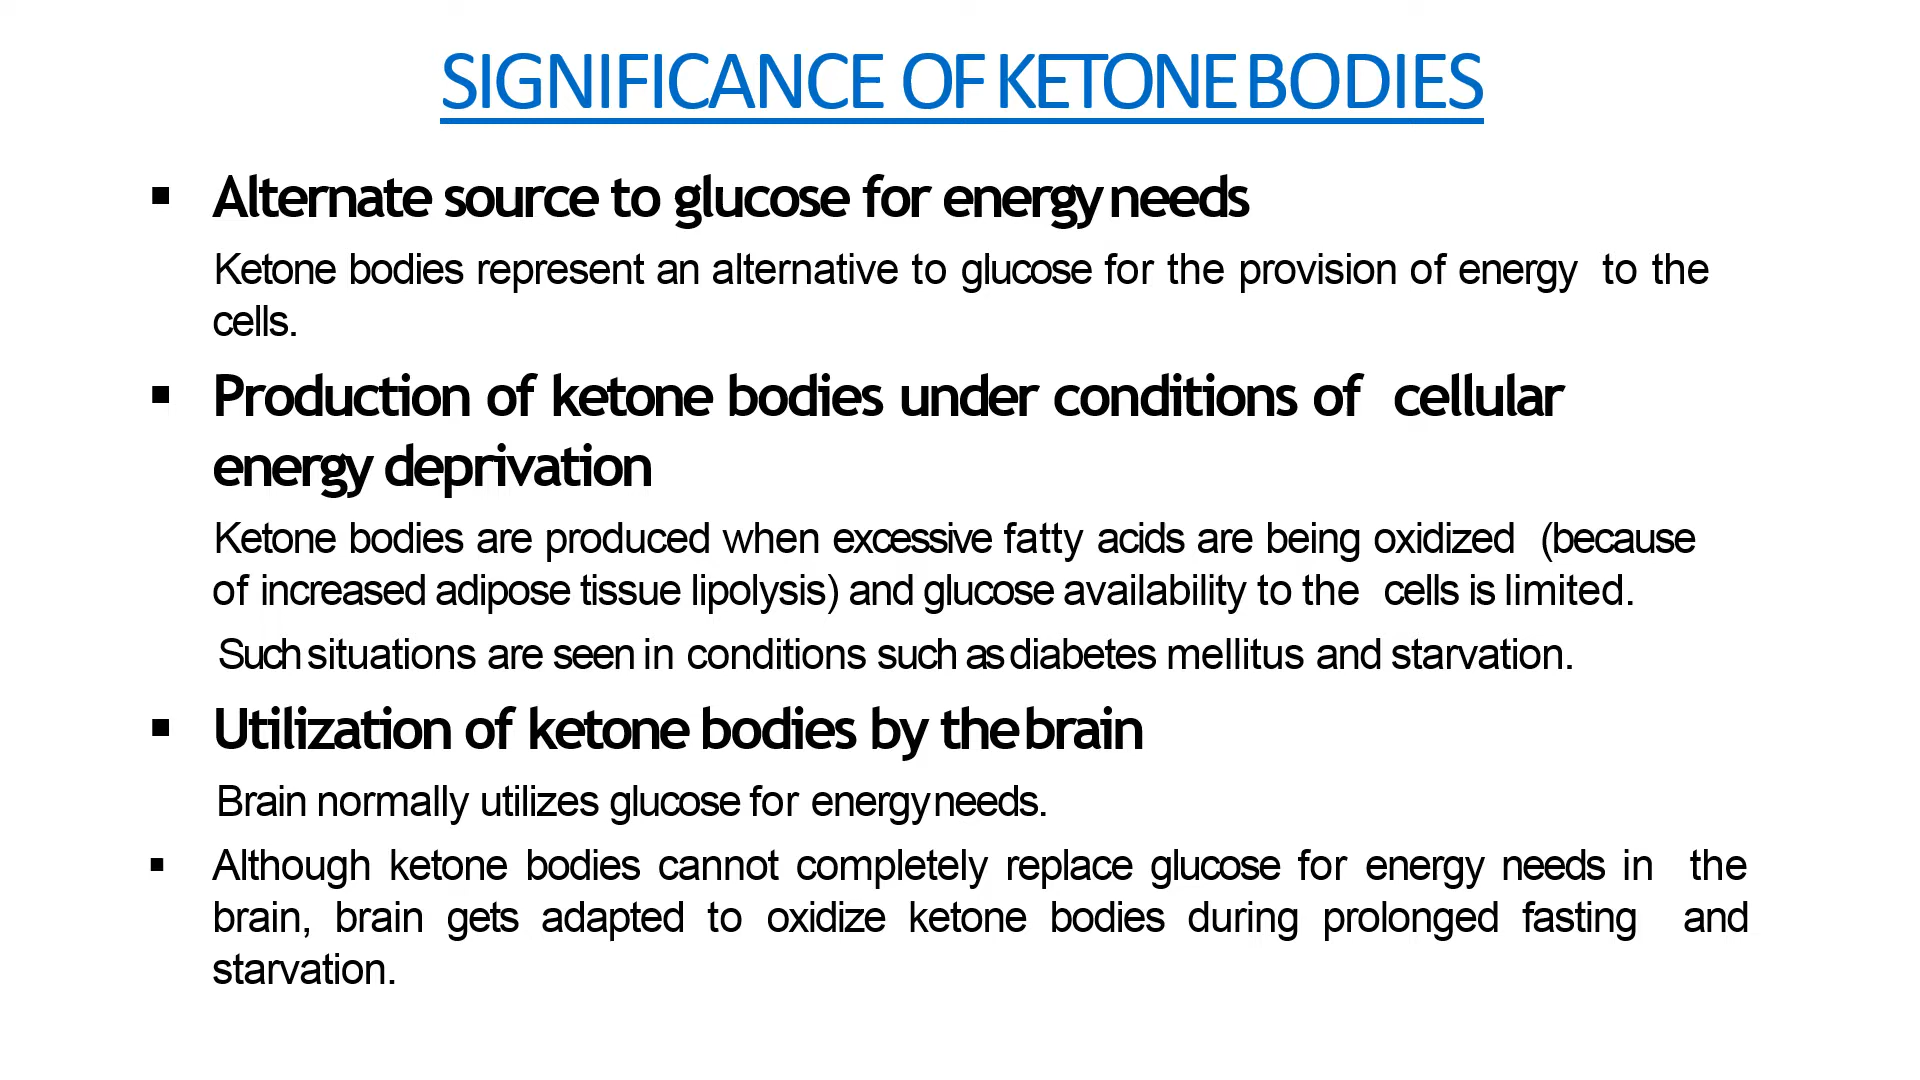 SIGNIFICANCE OF KETONE BODIES
▪ Alternate source to glucose for energy needs
Ketone bodies represent an alternative to glucose for the provision of energy to the
cells.
▪ Production of ketone bodies under conditions of cellular
energy deprivation
Ketone bodies are produced when excessive fatty acids are being oxidized (because
of increased adipose tissue lipolysis) and glucose availability to the cells is limited.
Such situations are seen in conditions such as diabetes mellitus and starvation.
▪ Utilization of ketone bodies by the brain
Brain normally utilizes glucose for energy needs.
▪ Although ketone bodies cannot completely replace glucose for energy needs in the
brain, brain gets adapted to oxidize ketone bodies during prolonged fasting and
starvation.